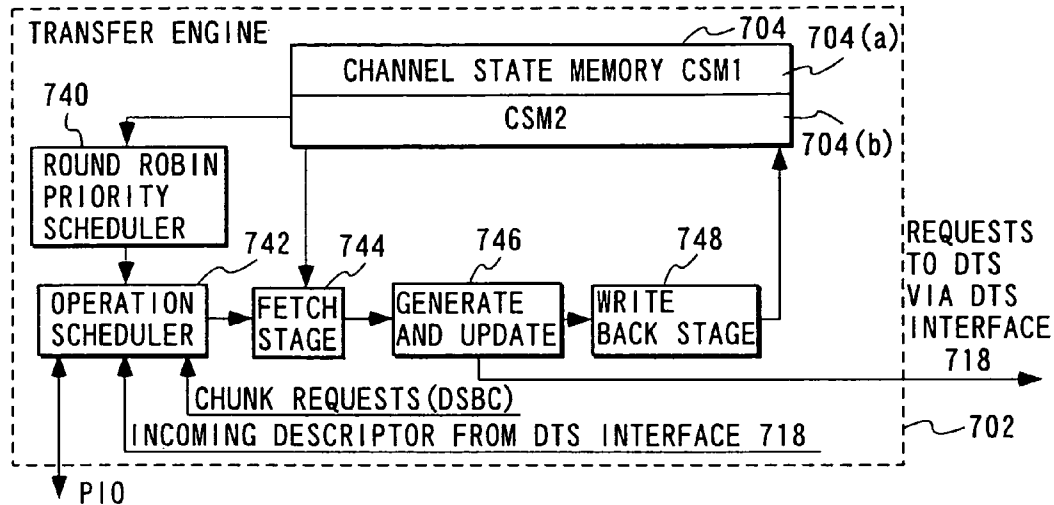 TRANSFER ENGINE
704
704(a)
CHANNEL STATE MEMORY CSM1
CSM2
704(b)
740
ROUND ROBIN
PRIORITY
SCHEDULER
742
OPERATION
SCHEDULER
744
FETCH
STAGE
746
GENERATE
AND UPDATE
748
WRITE
BACK STAGE
REQUESTS
TO DTS
VIA DTS
INTERFACE
718
CHUNK REQUESTS(DSBC)
INCOMING DESCRIPTOR FROM DTS INTERFACE 718
702
PIO